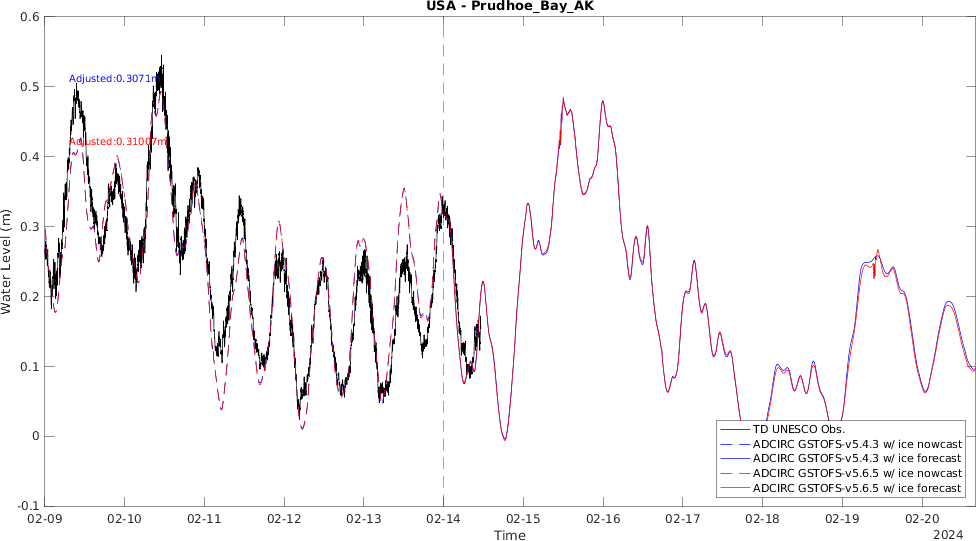 USA - Prudhoe_Bay_AK
0.6
0.5
0.4
0.3
0.2
0.1
0
-0.1
Water Level (m)
Adjusted:0.3071m
Adjusted:0.31007m
TD UNESCO Obs.
ADCIRC GSTOFS-v5.4.3 w/ ice nowcast
ADCIRC GSTOFS-v5.4.3 w/ ice forecast
ADCIRC GSTOFS-v5.6.5 w/ ice nowcast
ADCIRC GSTOFS-v5.6.5 w/ ice forecast
02-09 02-10 02-11 02-12 02-13 02-14 02-15 02-16 02-17 02-18 02-19 02-20
Time
2024